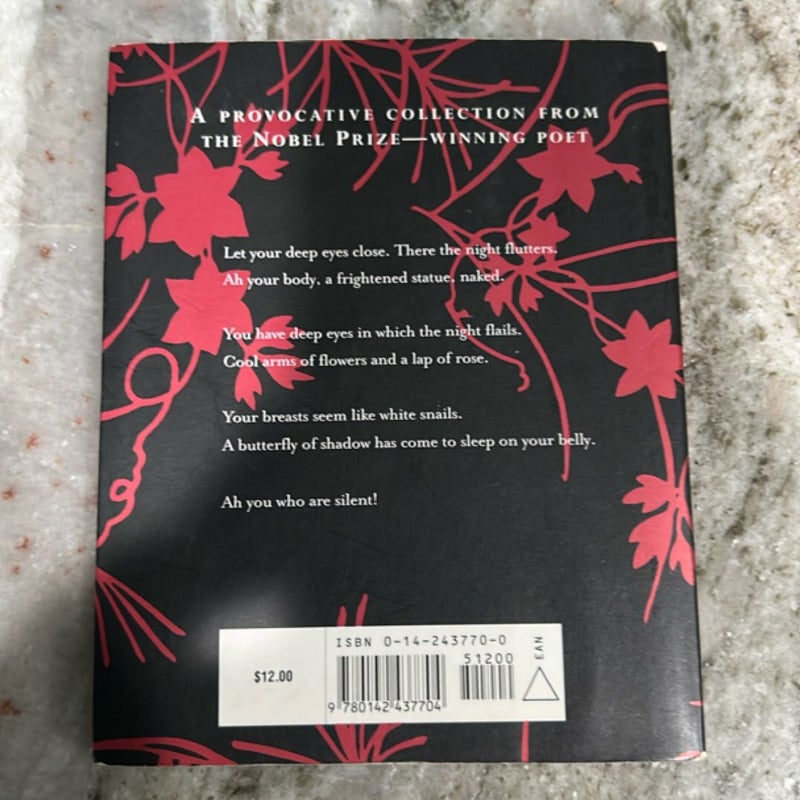 A PROVOCATIVE COLLECTION FROM
THE NOBEL PRIZE—WINNING POET
Let your deep eyes close. There the night flutters.
Ah your body, a frightened statue, naked.
You have deep eyes in which the night flails.
Cool arms of flowers and a lap of rose.
Your breasts seem like white snails.
A butterfly of shadow has come to sleep on your belly.
Ah you who are silent!
ISBN 0-14-243770-0
51200
EAN
$12.00
9 780142 437704